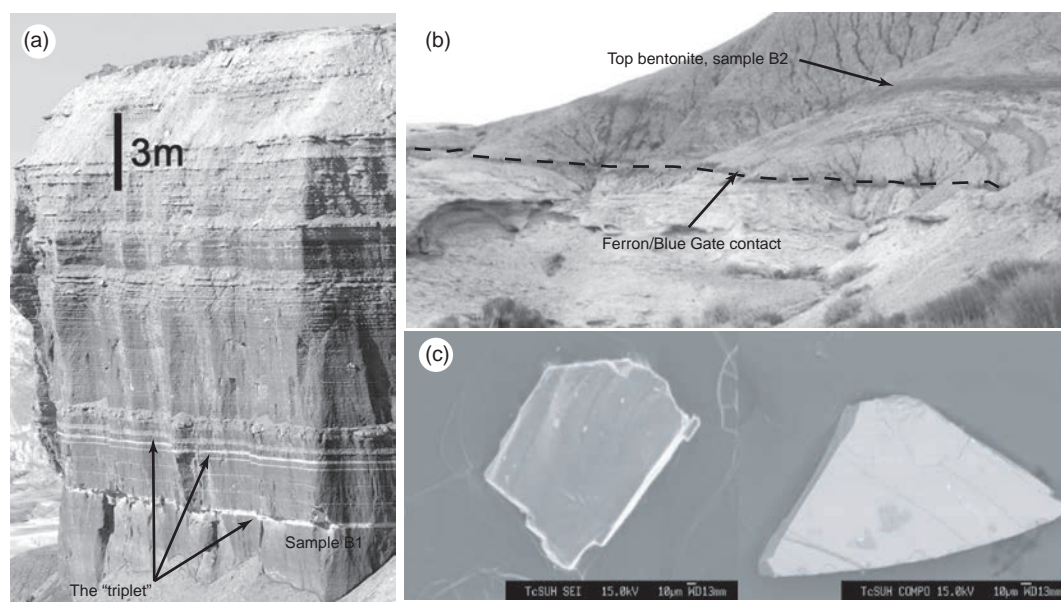 (a)
3m
Sample B1
The “triplet”
(b)
Top bentonite, sample B2
Ferron/Blue Gate contact
(c)
TcSUH SEI 15.0kV 10µm WD13mm
TcSUH COMPO 15.0kV 10µm WD13mm